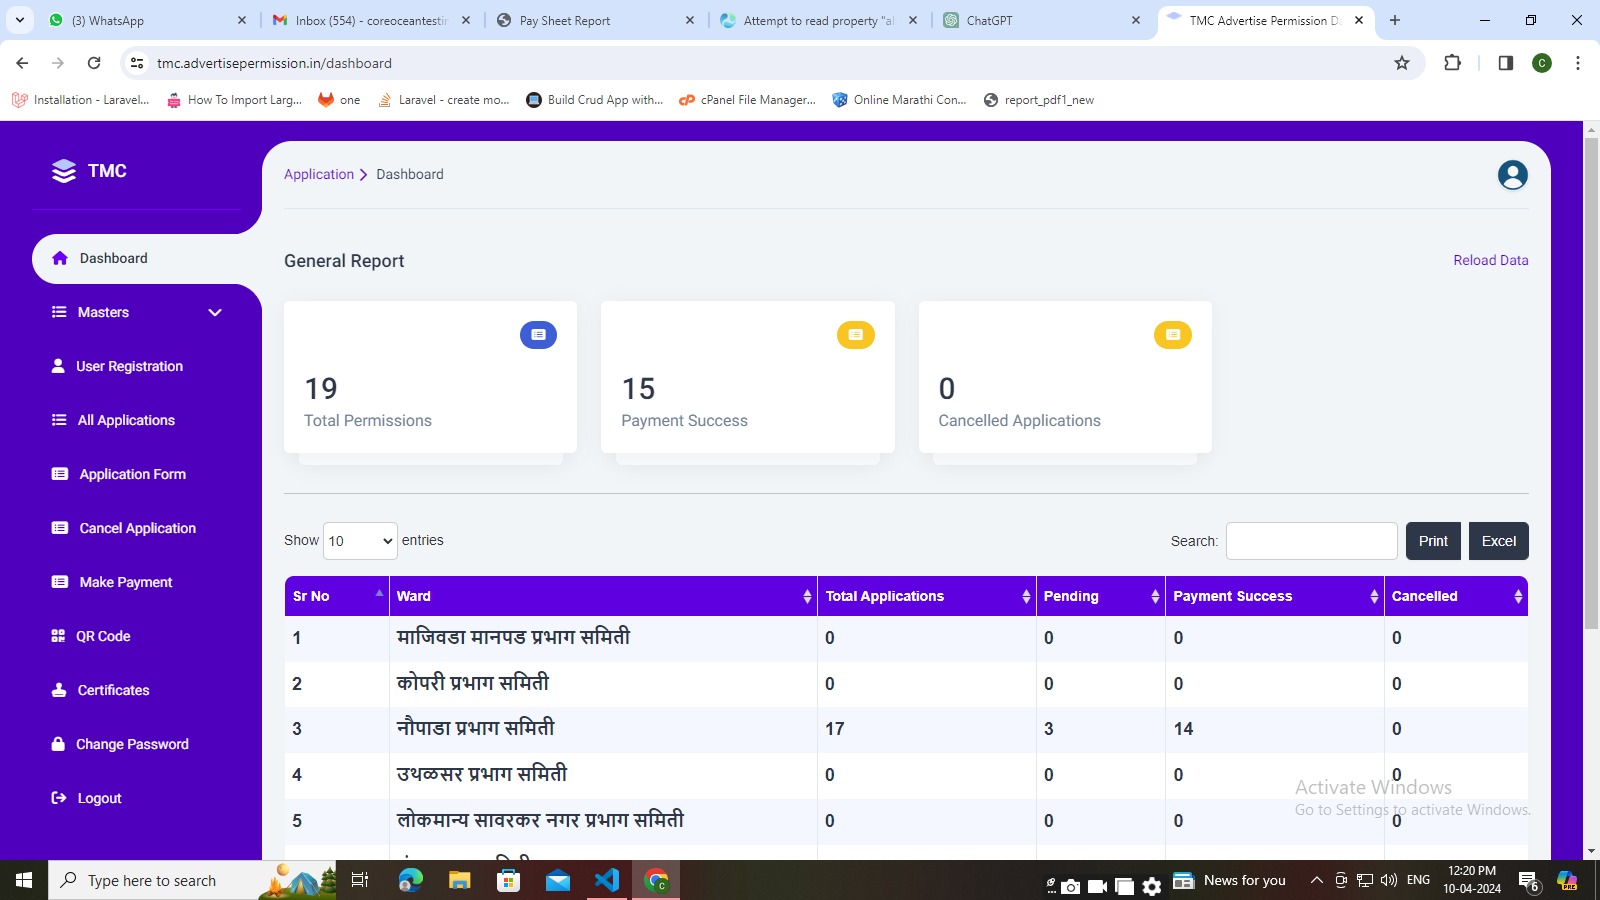 (3) WhatsApp
Inbox (554) - coreoceantestin
Pay Sheet Report
Attempt to read property "al
ChatGPT
TMC Advertise Permission Da
tmc.advertisepermission.in/dashboard
C
Installation - Laravel...
How To Import Larg...
one
Laravel - create mo...
Build Crud App with...
cPanel File Manager...
Online Marathi Con...
report_pdf1_new
TMC
Dashboard
Masters
User Registration
All Applications
Application Form
Cancel Application
Make Payment
QR Code
Certificates
Change Password
Logout
Application
Dashboard
General Report
Reload Data
19
Total Permissions
15
Payment Success
0
Cancelled Applications
Show 10 entries
Search:
Print
Excel
Sr No Ward Total Applications Pending Payment Success Cancelled
1 माजिवडा मानपड प्रभाग समिती 0 0 0 0
2 कोपरी प्रभाग समिती 0 0 0 0
3 नौपाडा प्रभाग समिती 17 3 14 0
4 उथळसर प्रभाग समिती 0 0 0 0
5 लोकमान्य सावरकर नगर प्रभाग समिती 0 0 0 0
Activate Windows
Go to Settings to activate Windows.
Type here to search
C
News for you
ENG
12:20 PM
10-04-2024
6
PRE